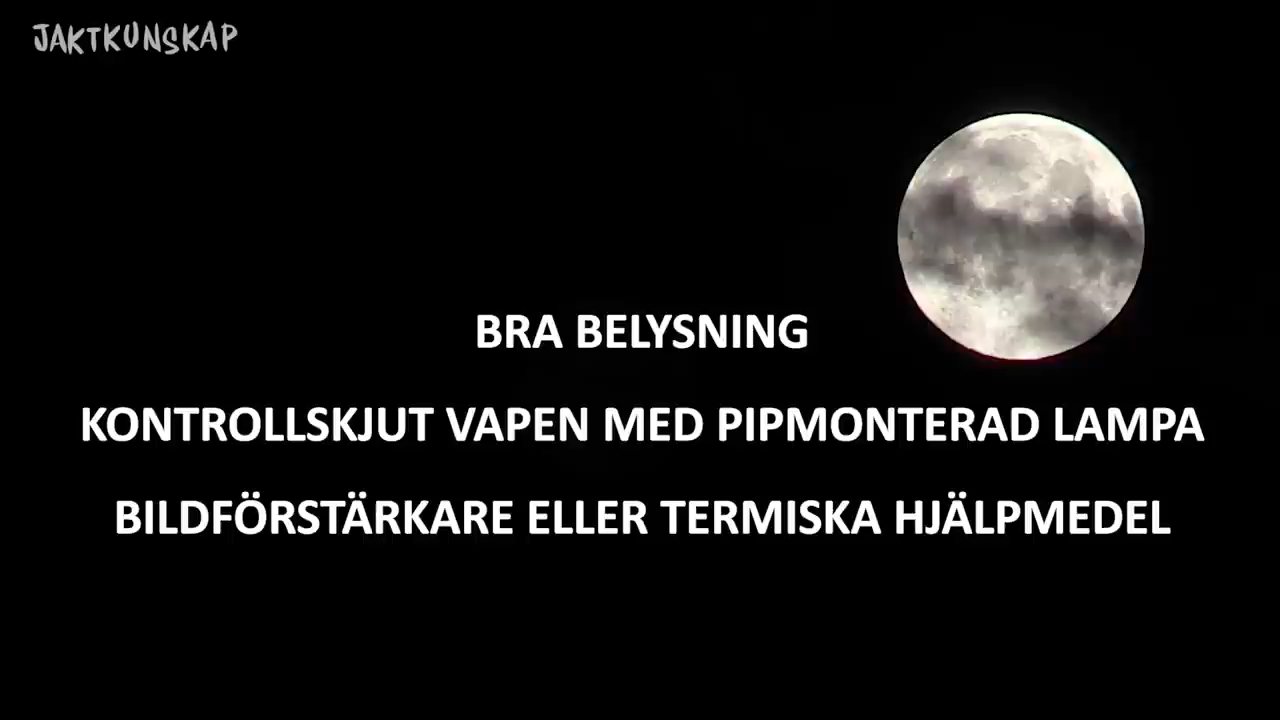 JAKTKUNSKAP
BRA BELYSNING
KONTROLLSKJUT VAPEN MED PIPMONTERAD LAMPA
BILDFÖRSTÄRKARE ELLER TERMISKA HJÄLPMEDEL